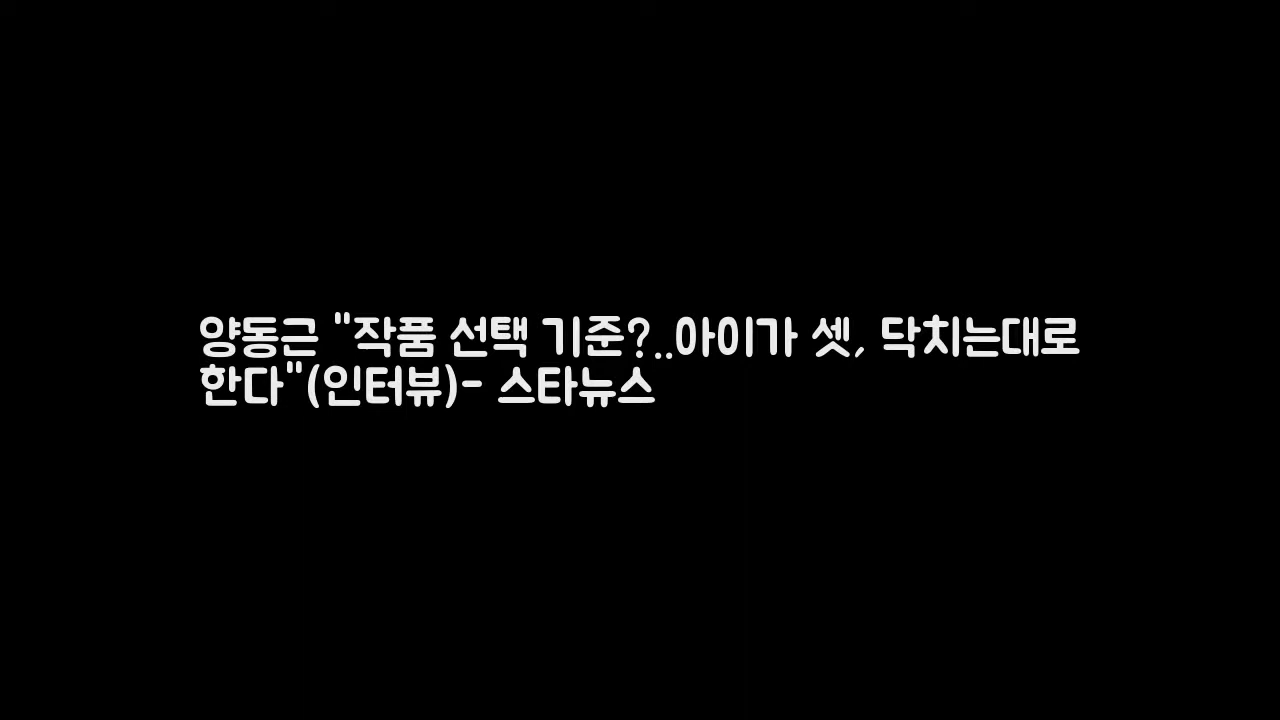 양동근 "작품 선택 기준?..아이가 셋, 닥치는대로
한다"(인터뷰)- 스타뉴스